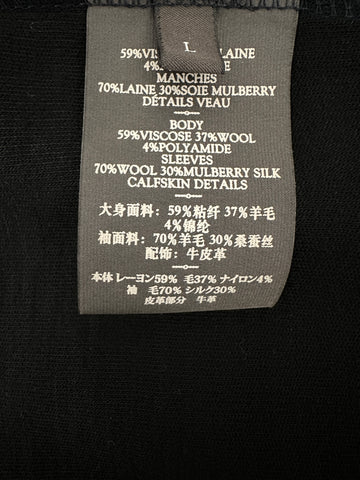 L
59%VISC LAINE
4%P E
MANCHES
70%LAINE 30%SOIE MULBERRY
DÉTAILS VEAU
BODY
59%VISCOSE 37%WOOL
4%POLYAMIDE
SLEEVES
70%WOOL 30%MULBERRY SILK
CALFSKIN DETAILS
大身面料：59%粘纤 37%羊毛
4%锦纶
袖面料：70%羊毛 30%桑蚕丝
配饰：牛皮革
本体 レーヨン59% 毛37% ナイロン4%
袖 毛70% シルク30%
皮革部分 牛革